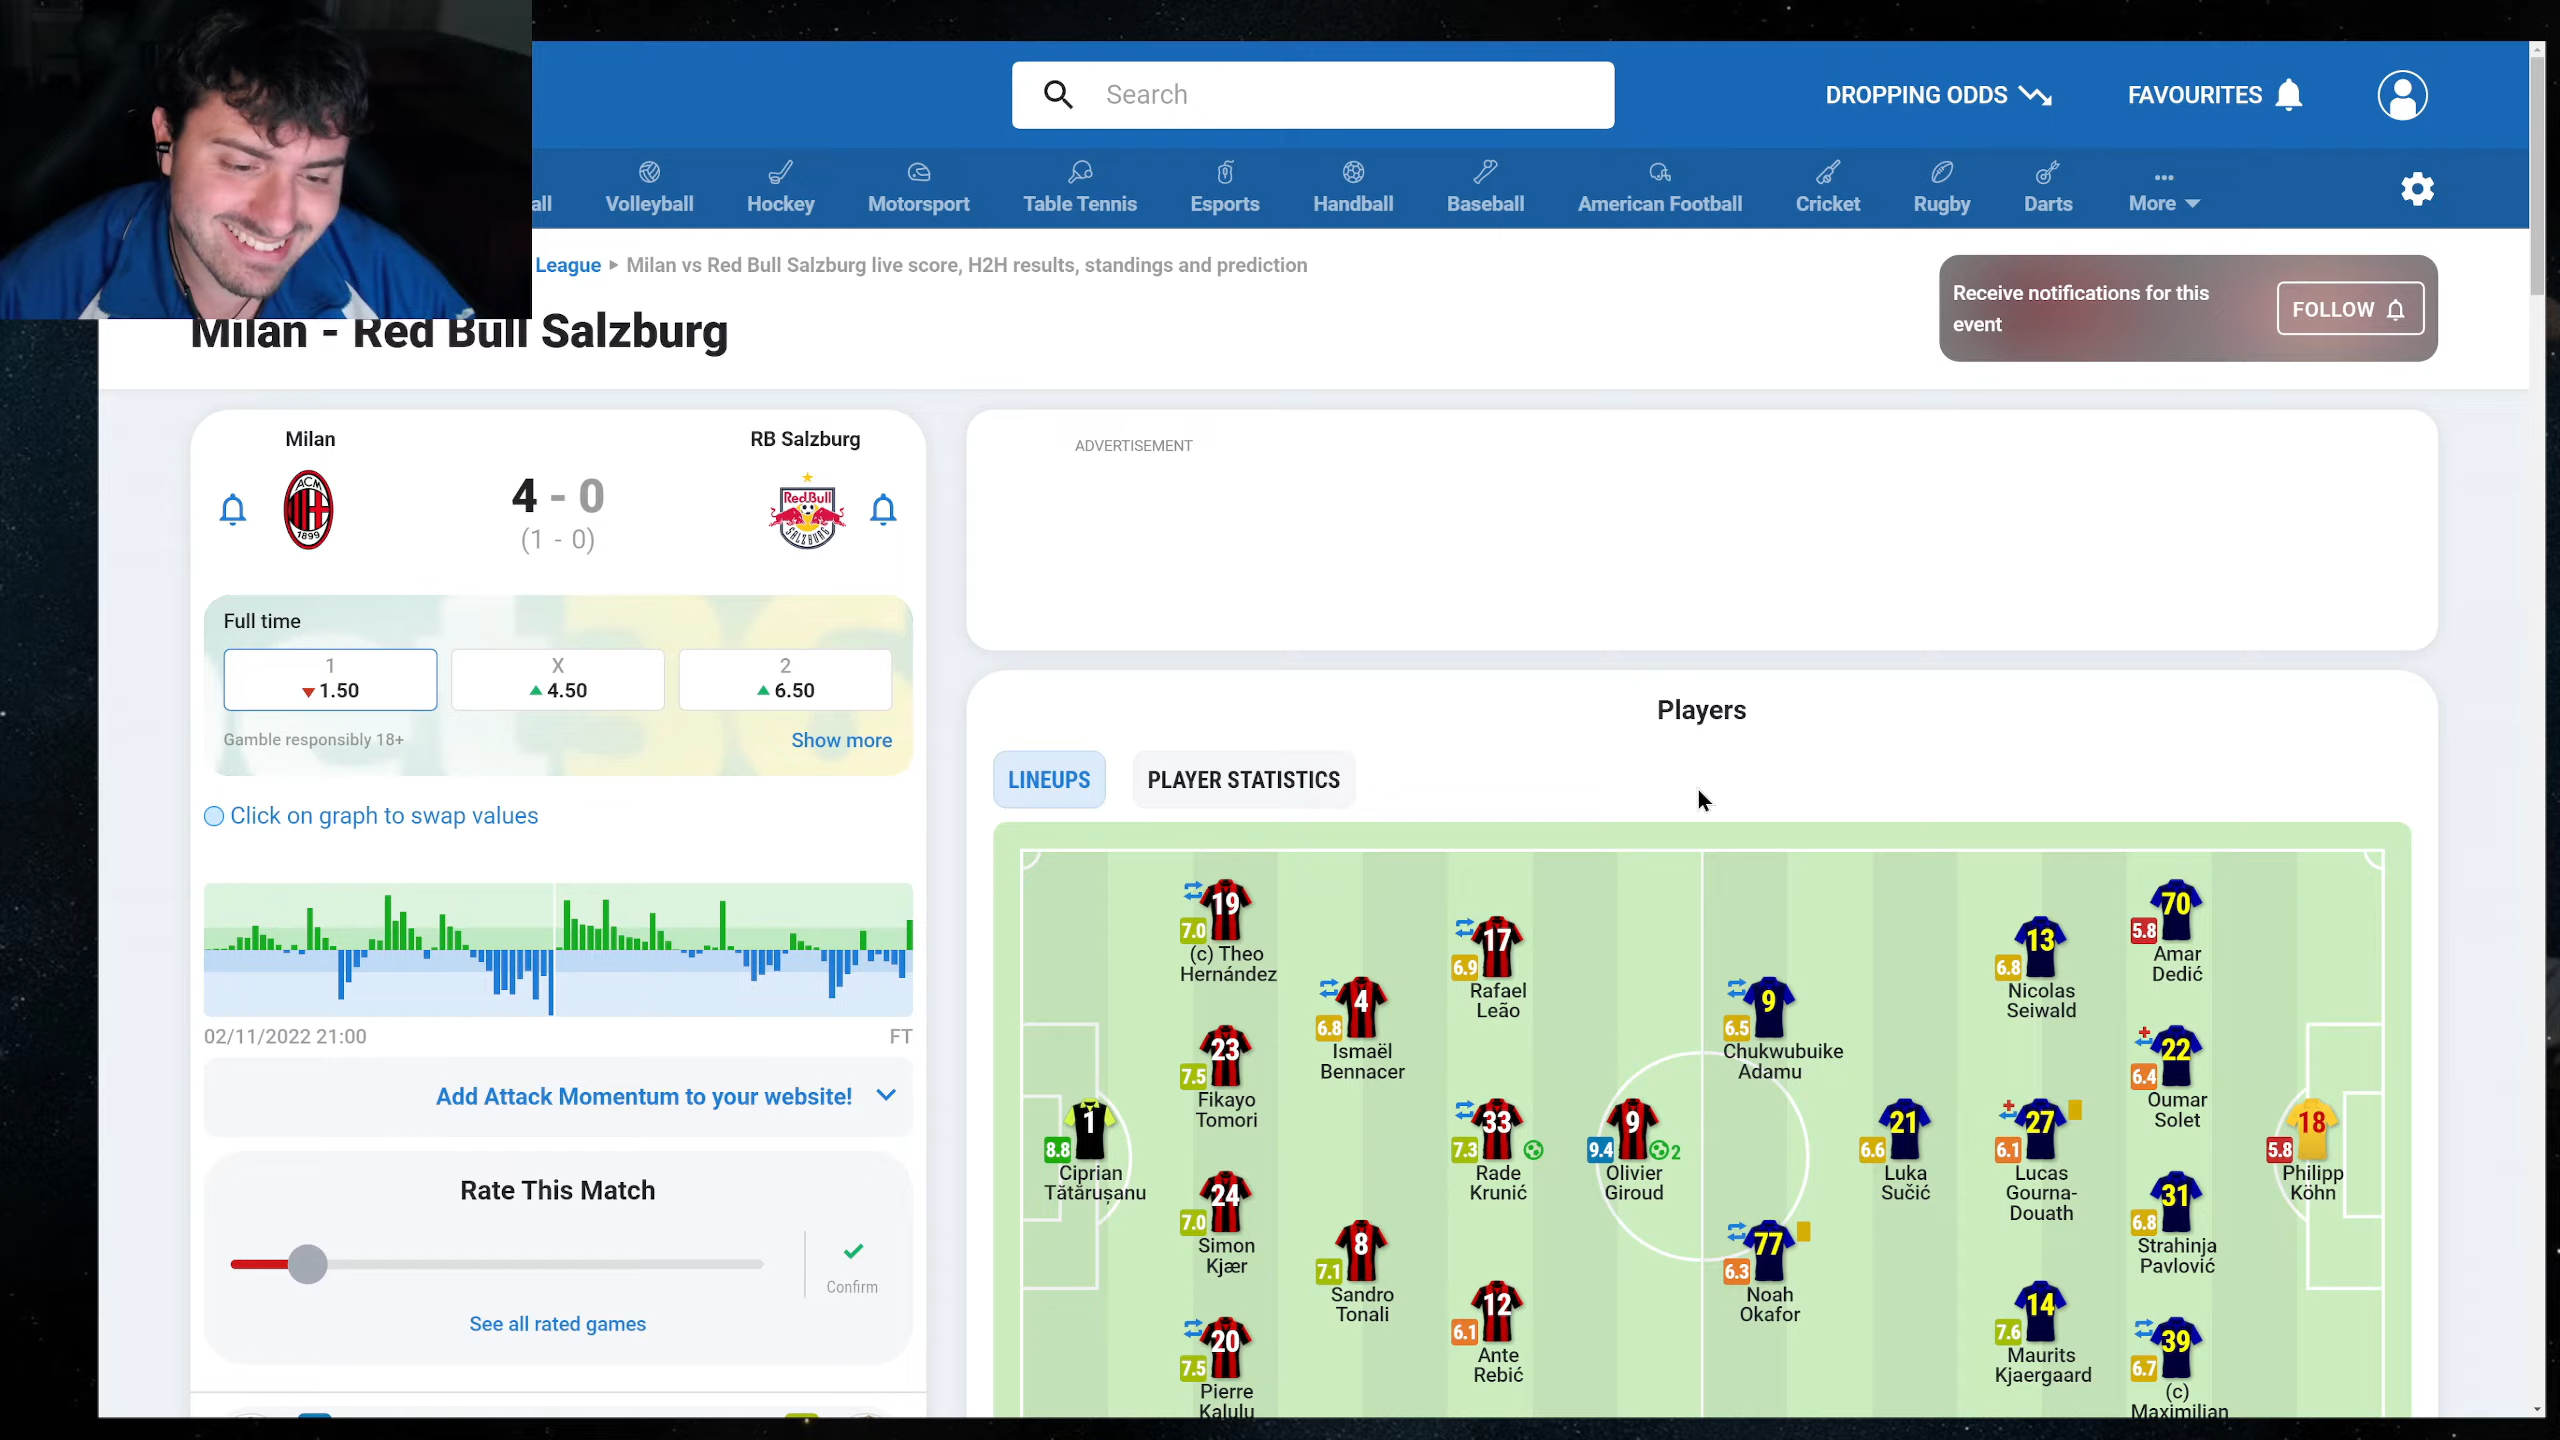 Search
DROPPING ODDS
FAVOURITES
all
Volleyball
Hockey
Motorsport
Table Tennis
Esports
Handball
Baseball
American Football
Cricket
Rugby
Darts
More
League
Milan vs Red Bull Salzburg live score, H2H results, standings and prediction
Receive notifications for this
event
FOLLOW
Milan - Red Bull Salzburg
Milan
RB Salzburg
ACM
1899
4 - 0
(1 - 0)
Red Bull
SALZBURG
Full time
1
1.50
X
4.50
2
6.50
Gamble responsibly 18+
Show more
Click on graph to swap values
02/11/2022 21:00
FT
Add Attack Momentum to your website!
Rate This Match
Confirm
See all rated games
ADVERTISEMENT
Players
LINEUPS
PLAYER STATISTICS
1
8.8
Ciprian
Tătărușanu
19
7.0
(c) Theo
Hernández
23
7.5
Fikayo
Tomori
24
7.0
Simon
Kjær
20
7.5
Pierre
Kalulu
4
6.8
Ismaël
Bennacer
8
7.1
Sandro
Tonali
17
6.9
Rafael
Leão
33
7.3
Rade
Krunić
12
6.1
Ante
Rebić
9
9.4
2
Olivier
Giroud
9
6.5
Chukwubuike
Adamu
77
6.3
Noah
Okafor
21
6.6
Luka
Sučić
13
6.8
Nicolas
Seiwald
27
6.1
Lucas
Gourna-
Douath
14
7.6
Maurits
Kjaergaard
70
5.8
Amar
Dedić
22
6.4
Oumar
Solet
31
6.8
Strahinja
Pavlović
39
6.7
(c)
Maximilian
18
5.8
Philipp
Köhn